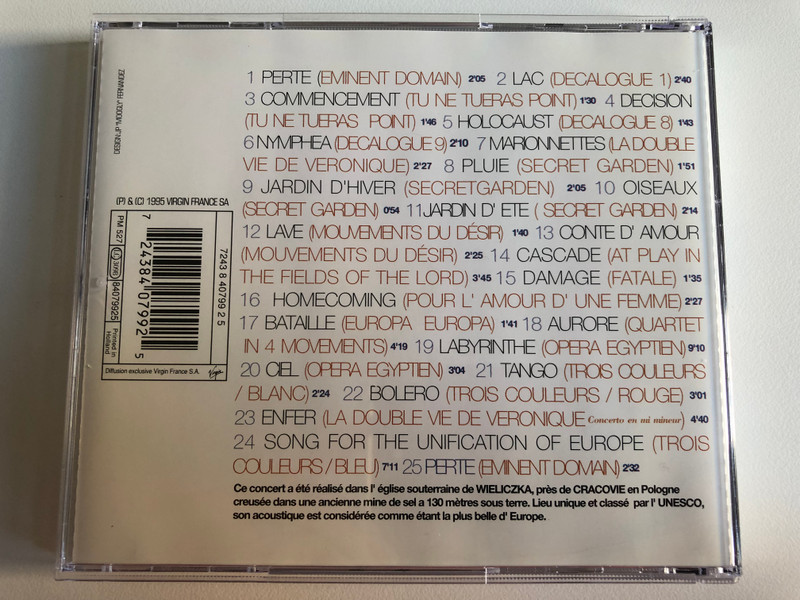 1 PERTE (EMINENT DOMAIN) 2'05 2 LAC (DECALOGUE 1) 2'40
3 COMMENCEMENT (TU NE TUERAS POINT) 1'30 4 DECISION
(TU NE TUERAS POINT) 1'46 5 HOLOCAUST (DECALOGUE 8) 1'43
6 NYMPHEA (DECALOGUE 9) 2'10 7 MARIONNETTES (LA DOUBLE
VIE DE VERONIQUE) 2'27 8 PLUIE (SECRET GARDEN) 1'51
9 JARDIN D'HIVER (SECRETGARDEN) 2'05 10 OISEAUX
(SECRET GARDEN) 0'54 11JARDIN D' ETE ( SECRET GARDEN) 2'14
12 LAVE (MOUVEMENTS DU DÉSIR) 1'40 13 CONTE D' AMOUR
(MOUVEMENTS DU DÉSIR) 2'25 14 CASCADE (AT PLAY IN
THE FIELDS OF THE LORD) 3'45 15 DAMAGE (FATALE) 1'35
16 HOMECOMING (POUR L' AMOUR D' UNE FEMME) 2'27
17 BATAILLE (EUROPA EUROPA) 1'41 18 AURORE (QUARTET
IN 4 MOVEMENTS) 4'19 19 LABYRINTHE (OPERA EGYPTIEN) 9'10
20 CIEL (OPERA EGYPTIEN) 3'04 21 TANGO (TROIS COULEURS
/ BLANC) 2'24 22 BOLERO (TROIS COULEURS / ROUGE) 3'01
23 ENFER (LA DOUBLE VIE DE VERONIQUE Concerto en mi mineur) 4'40
24 SONG FOR THE UNIFICATION OF EUROPE (TROIS
COULEURS / BLEU) 7'11 25 PERTE (EMINENT DOMAIN) 2'32
Ce concert a été réalisé dans l' église souterraine de WIELICZKA, près de CRACOVIE en Pologne
creusée dans une ancienne mine de sel a 130 mètres sous terre. Lieu unique et classé par l' UNESCO,
son acoustique est considérée comme étant la plus belle d' Europe.
(P) & (C) 1995 VIRGIN FRANCE SA
PM 527
LC 3098
84079925
Printed in
Holland
7 24384 07992 5
7243 8 40799 2 5
Diffusion exclusive Virgin France S.A.
Virgin